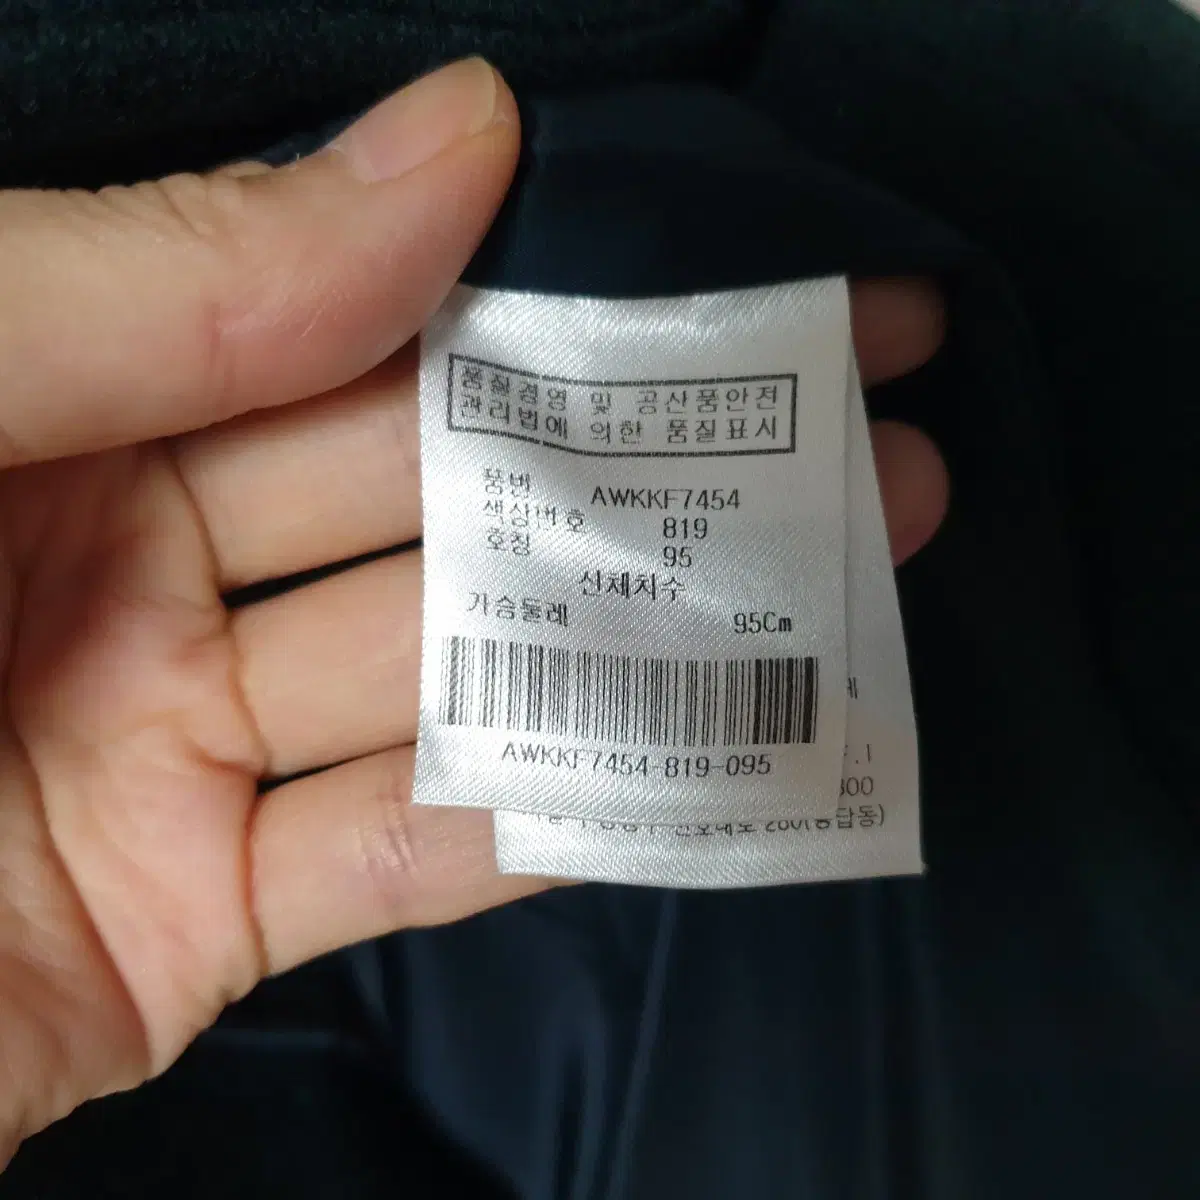 품질경영 및 공산품안전
관리법에 의한 품질표시
품번 AWKKF7454
색상번호 819
호칭 95
신체치수
가슴둘레 95Cm
AWKKF7454-819-095